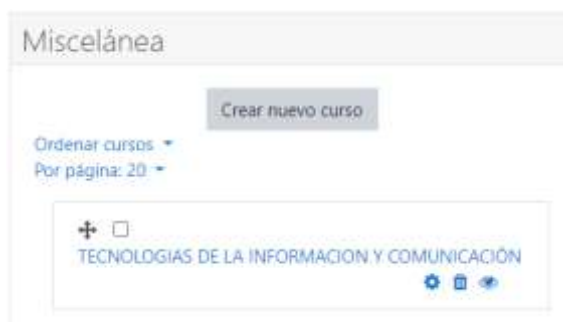 Miscelánea
Crear nuevo curso
Ordenar cursos
Por página: 20
TECNOLOGIAS DE LA INFORMACION Y COMUNICACIÓN